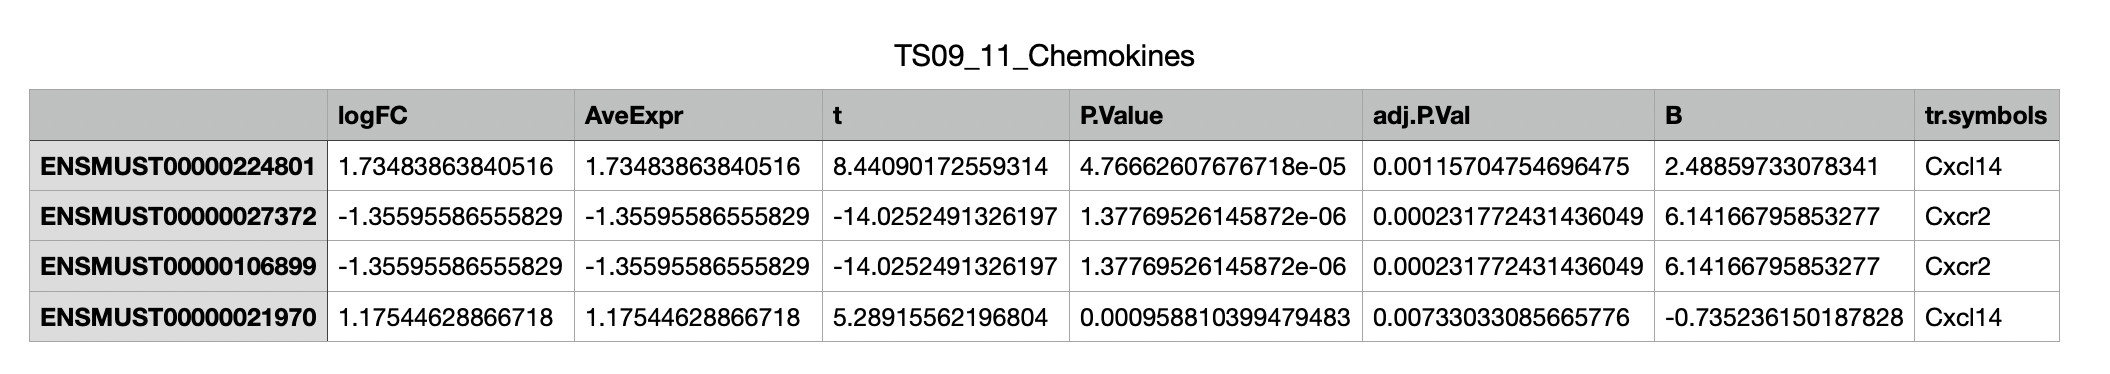 TS09_11_Chemokines
logFC AveExpr t P.Value adj.P.Val B tr.symbols
ENSMUST00000224801 1.73483863840516 1.73483863840516 8.44090172559314 4.76662607676718e-05 0.00115704754696475 2.48859733078341 Cxcl14
ENSMUST00000027372 -1.35595586555829 -1.35595586555829 -14.0252491326197 1.37769526145872e-06 0.000231772431436049 6.14166795853277 Cxcr2
ENSMUST00000106899 -1.35595586555829 -1.35595586555829 -14.0252491326197 1.37769526145872e-06 0.000231772431436049 6.14166795853277 Cxcr2
ENSMUST00000021970 1.17544628866718 1.17544628866718 5.28915562196804 0.000958810399479483 0.00733033085665776 -0.735236150187828 Cxcl14